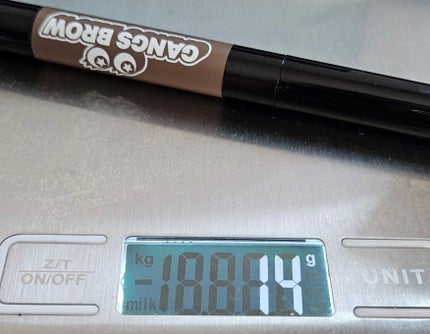 GANGS BROW
kg
14 g
milk
Z/T
ON/OFF
UNIT